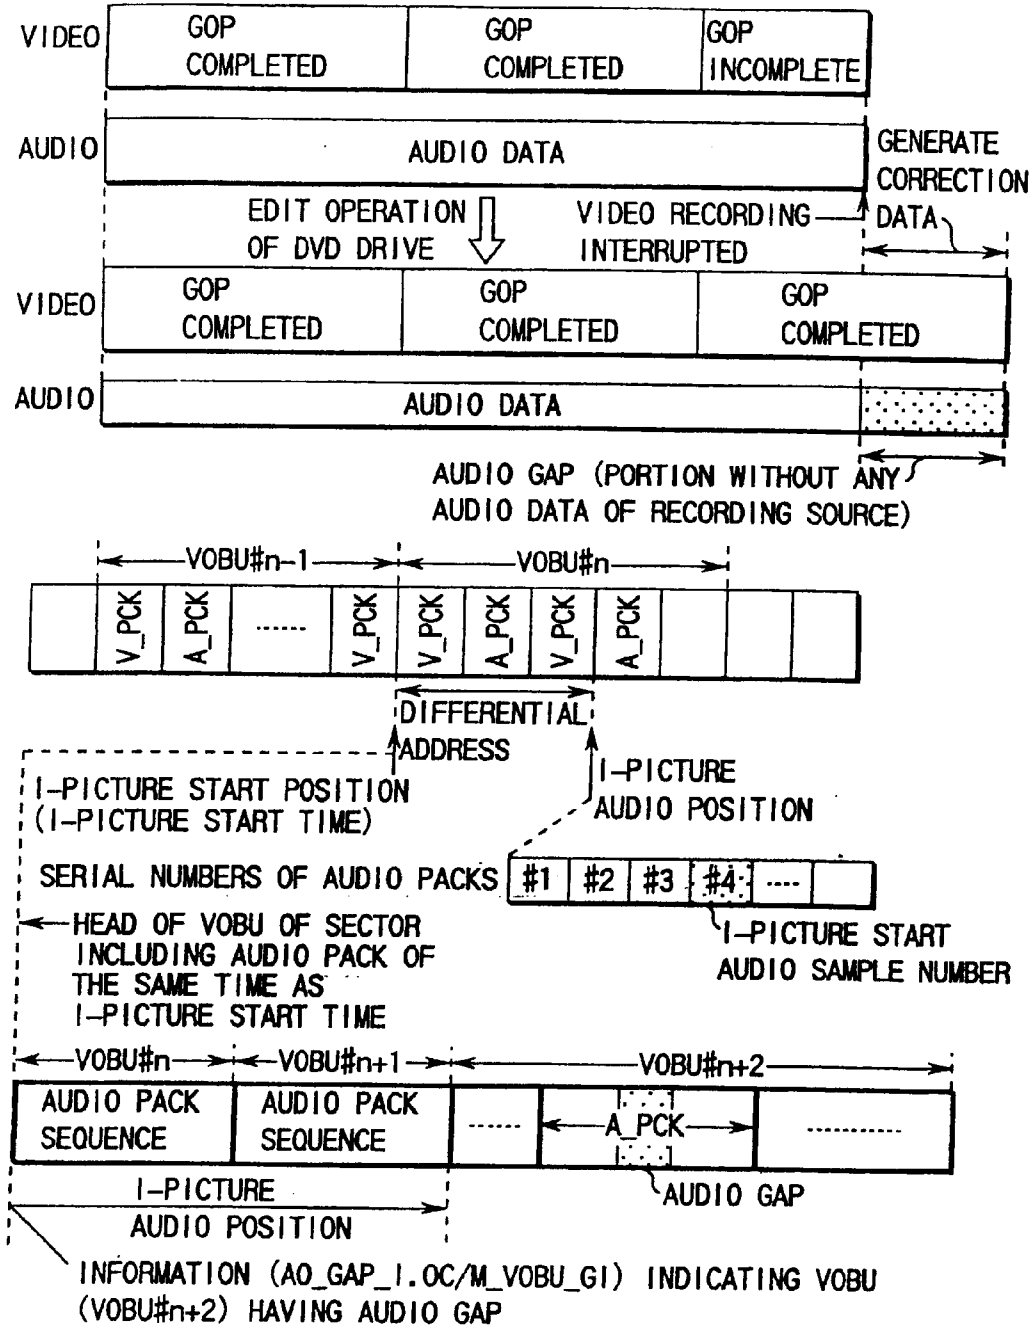 VIDEO
GOP COMPLETED
GOP COMPLETED
GOP INCOMPLETE
AUDIO
AUDIO DATA
GENERATE CORRECTION DATA
EDIT OPERATION OF DVD DRIVE
VIDEO RECORDING INTERRUPTED
VIDEO
GOP COMPLETED
GOP COMPLETED
GOP COMPLETED
AUDIO
AUDIO DATA
AUDIO GAP (PORTION WITHOUT ANY
AUDIO DATA OF RECORDING SOURCE)
VOBU#n-1
VOBU#n
V_PCK
A_PCK
······
V_PCK
V_PCK
A_PCK
V_PCK
A_PCK
DIFFERENTIAL
ADDRESS
I-PICTURE START POSITION
(I-PICTURE START TIME)
I-PICTURE
AUDIO POSITION
SERIAL NUMBERS OF AUDIO PACKS
#1 #2 #3 #4 ····
I-PICTURE START
AUDIO SAMPLE NUMBER
HEAD OF VOBU OF SECTOR
INCLUDING AUDIO PACK OF
THE SAME TIME AS
I-PICTURE START TIME
VOBU#n
VOBU#n+1
VOBU#n+2
AUDIO PACK
SEQUENCE
AUDIO PACK
SEQUENCE
······
A_PCK
··········
AUDIO GAP
I-PICTURE
AUDIO POSITION
INFORMATION (A0_GAP_I.OC/M_VOBU_GI) INDICATING VOBU
(VOBU#n+2) HAVING AUDIO GAP